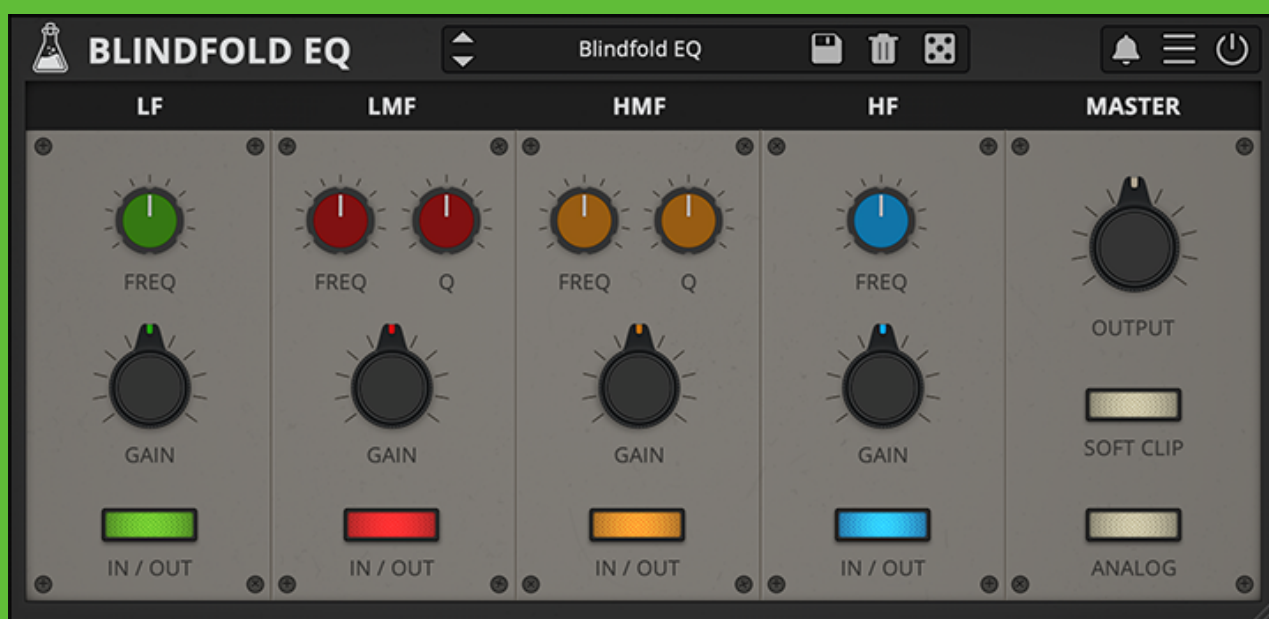 BLINDFOLD EQ
Blindfold EQ
LF LMF HMF HF MASTER
FREQ FREQ Q FREQ Q FREQ
OUTPUT
GAIN GAIN GAIN GAIN
SOFT CLIP
IN / OUT IN / OUT IN / OUT IN / OUT ANALOG